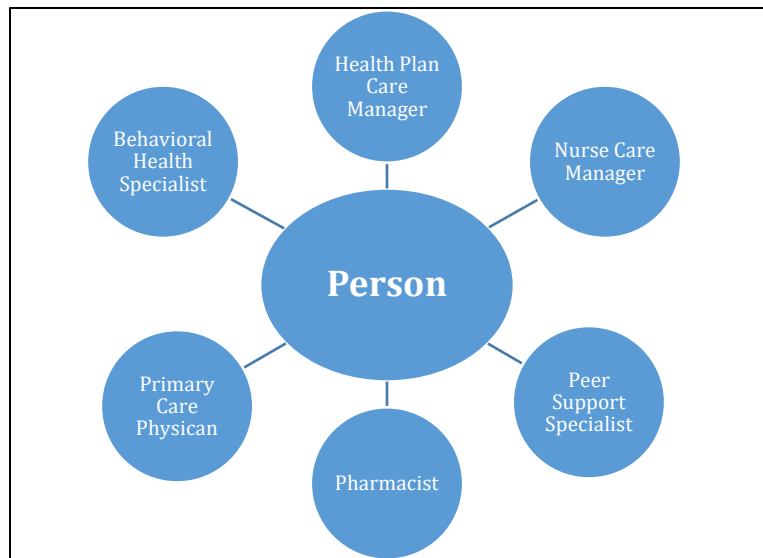 Health Plan
Care
Manager
Behavioral
Health
Specialist
Nurse Care
Manager
Person
Primary
Care
Physican
Peer
Support
Specialist
Pharmacist